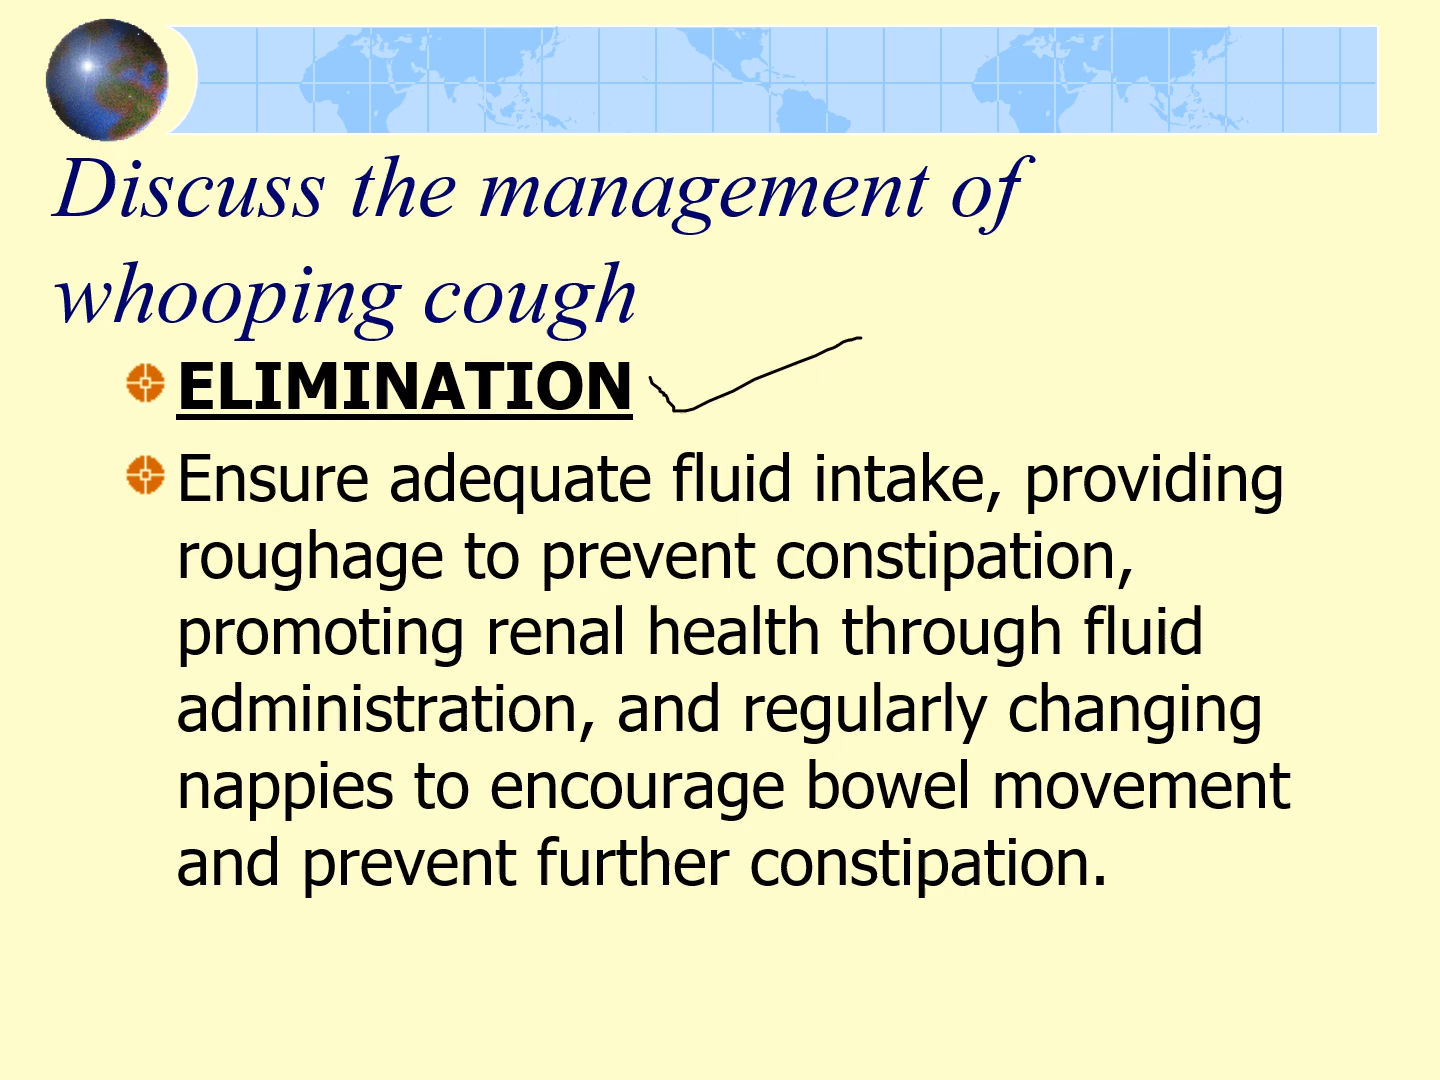 Discuss the management of
whooping cough
ELIMINATION
Ensure adequate fluid intake, providing
roughage to prevent constipation,
promoting renal health through fluid
administration, and regularly changing
nappies to encourage bowel movement
and prevent further constipation.